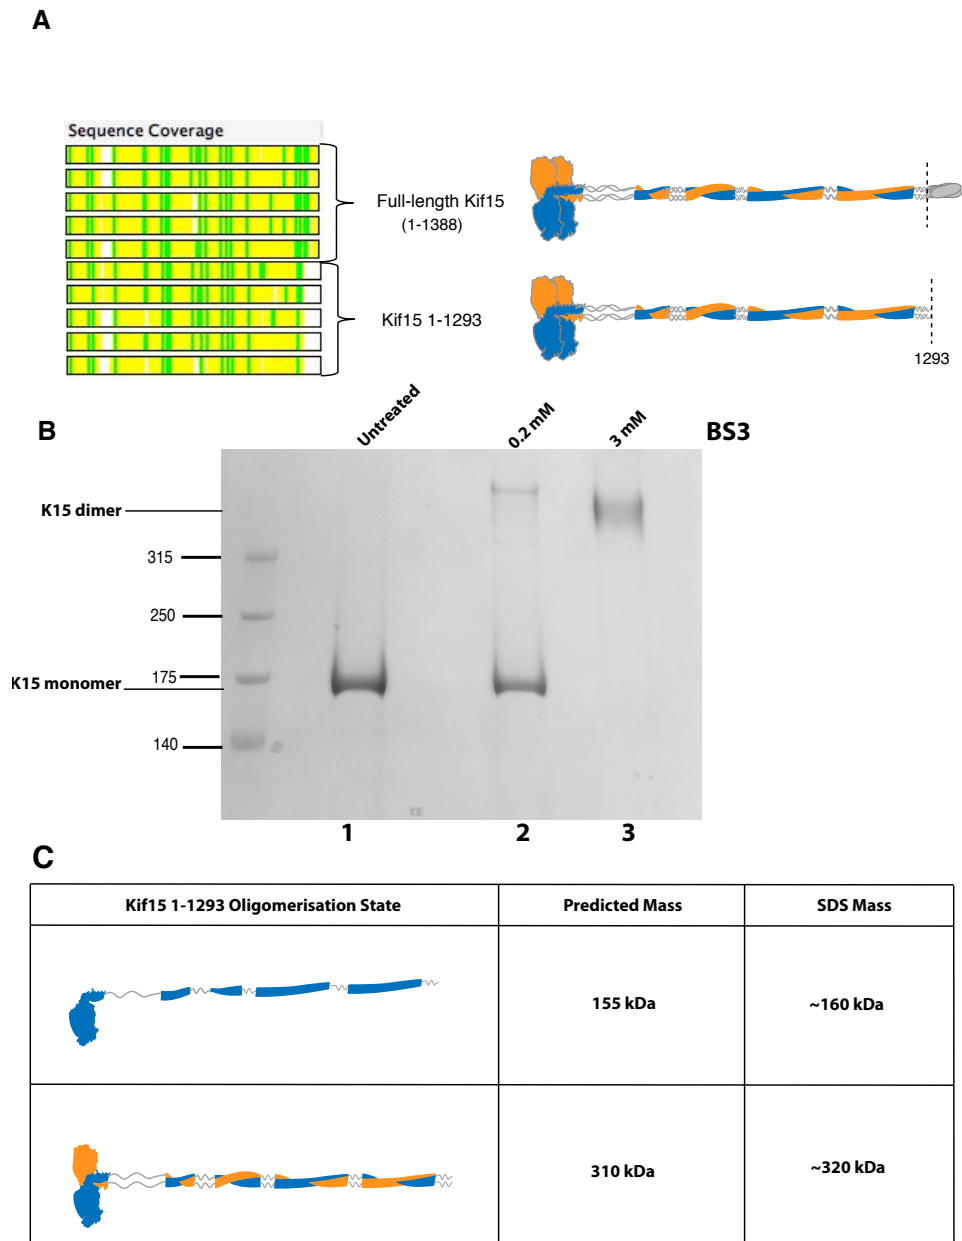 A
Sequence Coverage
Full-length Kif15
(1-1388)
Kif15 1-1293
1293
B
Untreated
0.2 mM
3 mM
BS3
K15 dimer
315
250
175
K15 monomer
140
1 2 3
C
Kif15 1-1293 Oligomerisation State Predicted Mass SDS Mass
155 kDa ~160 kDa
310 kDa ~320 kDa